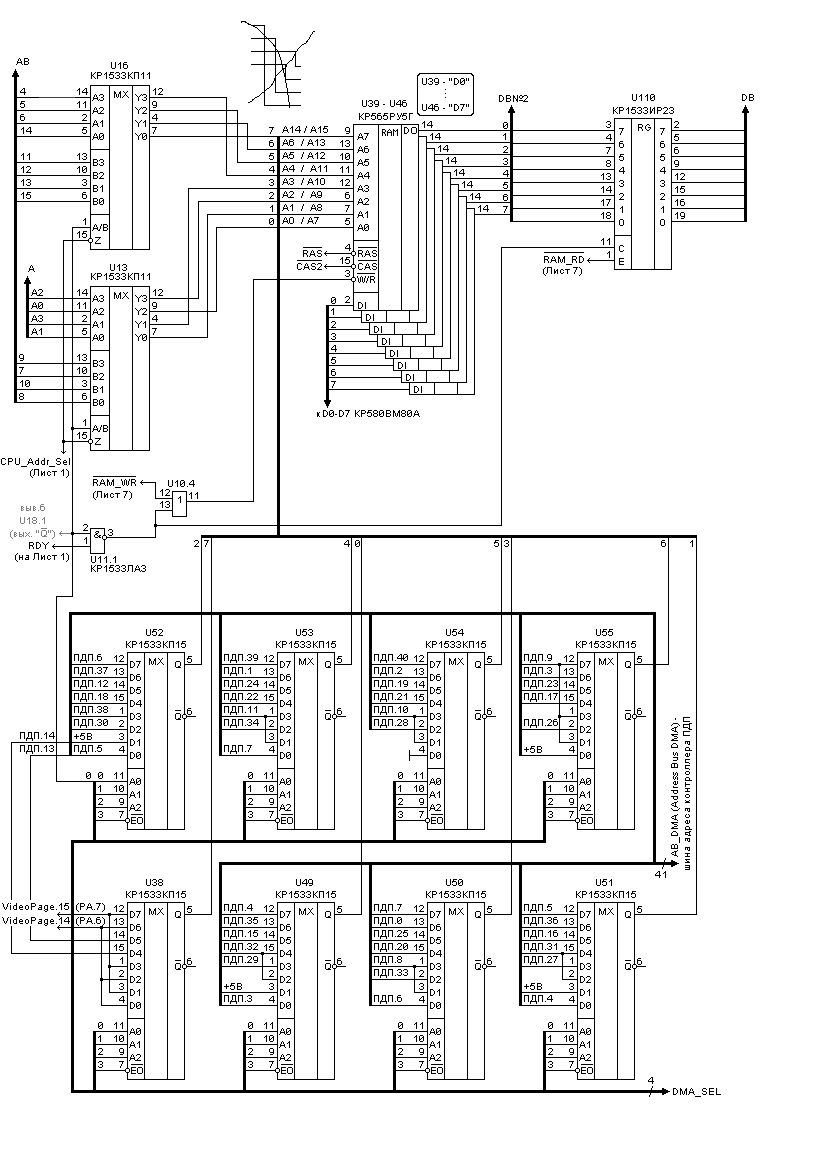 AB
U16
КР1533КП11
4 14 A3 MX Y3 12
5 11 A2 Y2 9
6 2 A1 Y1 4
14 5 A0 Y0 7
11 13 B3
12 10 B2
13 3 B1
15 6 B0
1 A/B
15 Z
A
U13
КР1533КП11
A2 14 A3 MX Y3 12
A0 11 A2 Y2 9
A3 2 A1 Y1 4
A1 5 A0 Y0 7
9 13 B3
7 10 B2
10 3 B1
8 6 B0
1 A/B
15 Z
CPU_Addr_Sel
(Лист 1)
U39 - U46
КР565РУ5Г
U39 - "D0"
U46 - "D7"
7 A14 / A15 9 A7 RAM DO 14
6 A6 / A13 13 A6 14
5 A5 / A12 10 A5 14
4 A4 / A11 11 A4 14
3 A3 / A10 12 A3 14
2 A2 / A9 6 A2 14
1 A1 / A8 7 A1 14
0 A0 / A7 5 A0 14
RAS 4 RAS
CAS2 15 CAS
3 W/R
0 2 DI
1 DI
2 DI
3 DI
4 DI
5 DI
6 DI
7 DI
к D0-D7 КР580ВМ80А
DB№2
0
1
2
3
4
5
6
7
U110
КР1533ИР23
DB
3 7 RG 7 2
4 6 6 5
7 5 5 6
8 4 4 9
13 3 3 12
14 2 2 15
17 1 1 16
18 0 0 19
11 C
RAM_RD 1 E
(Лист 7)
RAM_WR
(Лист 7)
U10.4
12 1 11
13
выв.6
U18.1
(вых. "Q")
RDY
(на Лист 1)
2 & 3
1
U11.1
КР1533ЛА3
2 7 4 0 5 3 6 1
U52
КР1533КП15
ПДП.6 12 D7 MX Q 5
ПДП.37 13 D6
ПДП.12 14 D5
ПДП.18 15 D4
ПДП.38 1 D3 Q 6
ПДП.30 2 D2
ПДП.14 +5В 3 D1
ПДП.13 ПДП.5 4 D0
0 0 11 A0
1 10 A1
2 9 A2
3 7 EO
U53
КР1533КП15
ПДП.39 12 D7 MX Q 5
ПДП.1 13 D6
ПДП.24 14 D5
ПДП.22 15 D4
ПДП.11 1 D3 Q 6
ПДП.34 2 D2
3 D1
ПДП.7 4 D0
0 11 A0
1 10 A1
2 9 A2
3 7 EO
U54
КР1533КП15
ПДП.40 12 D7 MX Q 5
ПДП.2 13 D6
ПДП.19 14 D5
ПДП.21 15 D4
ПДП.10 1 D3 Q 6
ПДП.28 2 D2
3 D1
4 D0
0 11 A0
1 10 A1
2 9 A2
3 7 EO
U55
КР1533КП15
ПДП.9 12 D7 MX Q 5
ПДП.3 13 D6
ПДП.23 14 D5
ПДП.17 15 D4
1 D3 Q 6
ПДП.26 2 D2
3 D1
+5В 4 D0
0 11 A0
1 10 A1
2 9 A2
3 7 EO
AB_DMA (Address Bus DMA) -
шина адреса контроллера ПДП
41
U38
КР1533КП15
VideoPage.15 (PA.7)
VideoPage.14 (PA.6)
12 D7 MX Q 5
13 D6
14 D5
15 D4
1 D3 Q 6
2 D2
3 D1
4 D0
0 11 A0
1 10 A1
2 9 A2
3 7 EO
U49
КР1533КП15
ПДП.4 12 D7 MX Q 5
ПДП.35 13 D6
ПДП.15 14 D5
ПДП.32 15 D4
ПДП.29 1 D3 Q 6
2 D2
+5В 3 D1
ПДП.3 4 D0
0 11 A0
1 10 A1
2 9 A2
3 7 EO
U50
КР1533КП15
ПДП.7 12 D7 MX Q 5
ПДП.0 13 D6
ПДП.25 14 D5
ПДП.20 15 D4
ПДП.8 1 D3 Q 6
ПДП.33 2 D2
3 D1
ПДП.6 4 D0
0 11 A0
1 10 A1
2 9 A2
3 7 EO
U51
КР1533КП15
ПДП.5 12 D7 MX Q 5
ПДП.36 13 D6
ПДП.16 14 D5
ПДП.31 15 D4
ПДП.27 1 D3 Q 6
2 D2
+5В 3 D1
ПДП.4 4 D0
0 11 A0
1 10 A1
2 9 A2
3 7 EO
4
DMA_SEL